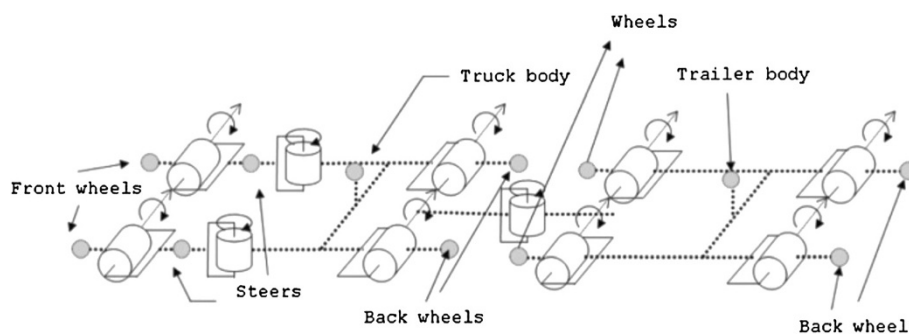 Wheels
Truck body
Trailer body
Front wheels
Steers
Back wheels
Back wheel